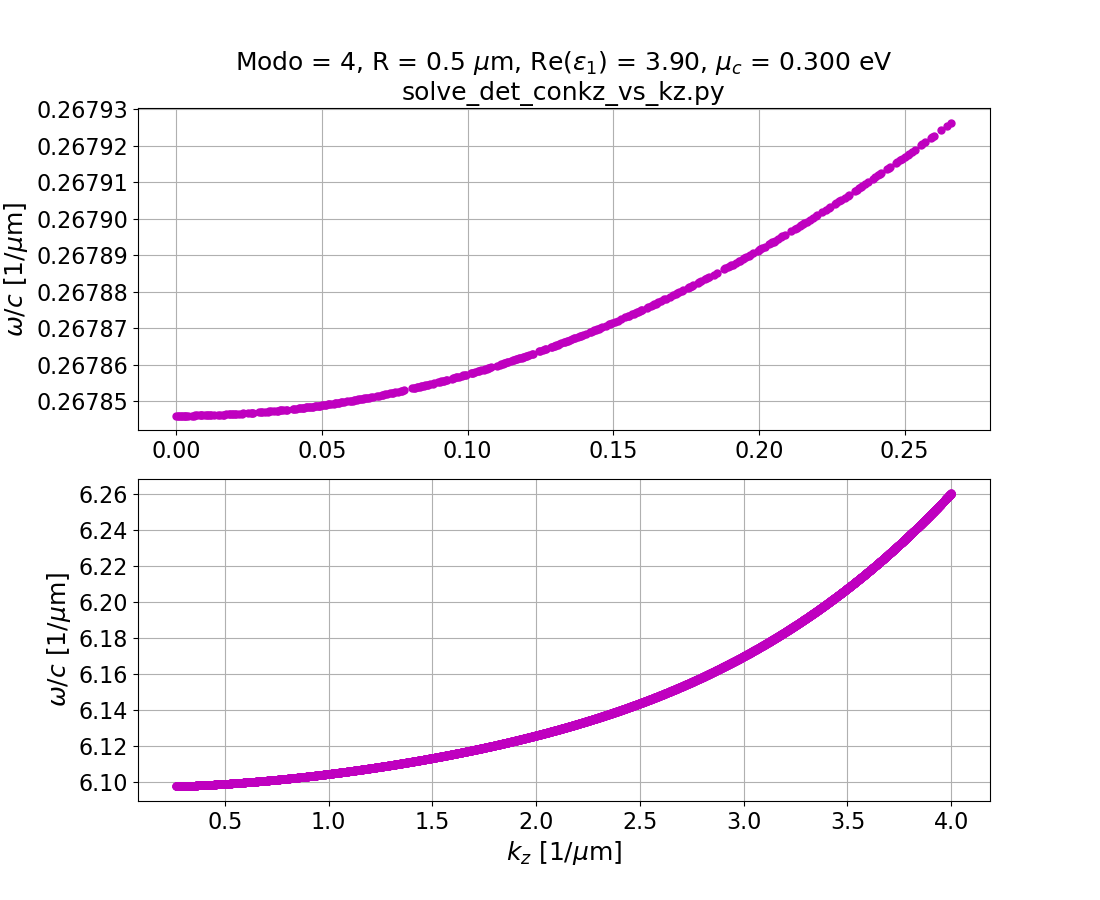 Modo = 4, R = 0.5 μm, Re(ε₁) = 3.90, μ_c = 0.300 eV
solve_det_conkz_vs_kz.py
ω/c [1/μm]
0.26793
0.26792
0.26791
0.26790
0.26789
0.26788
0.26787
0.26786
0.26785
0.00 0.05 0.10 0.15 0.20 0.25
ω/c [1/μm]
6.26
6.24
6.22
6.20
6.18
6.16
6.14
6.12
6.10
0.5 1.0 1.5 2.0 2.5 3.0 3.5 4.0
k_z [1/μm]